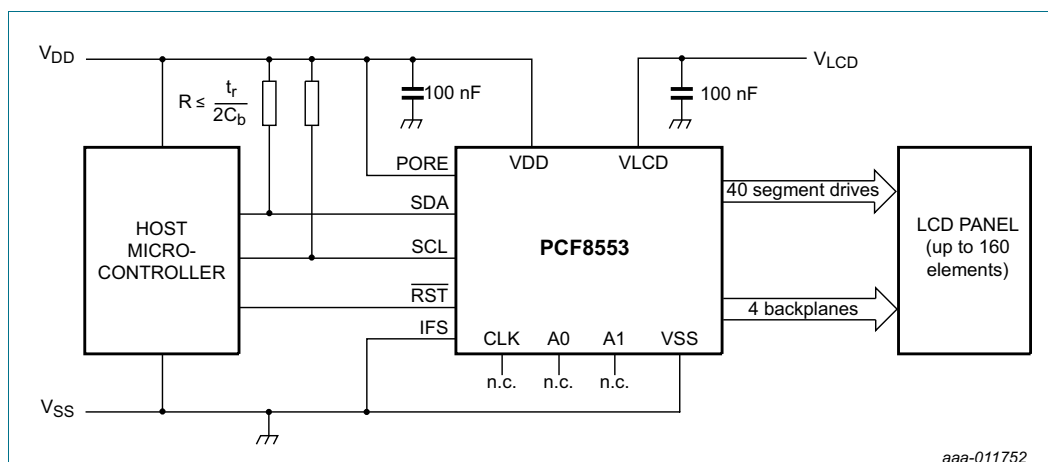 VDD
VLCD
R ≤ tr
2Cb
100 nF
100 nF
PORE
VDD
VLCD
SDA
SCL
RST
IFS
HOST
MICRO-
CONTROLLER
PCF8553
40 segment drives
4 backplanes
LCD PANEL
(up to 160
elements)
CLK
A0
A1
VSS
n.c.
n.c.
n.c.
VSS
aaa-011752